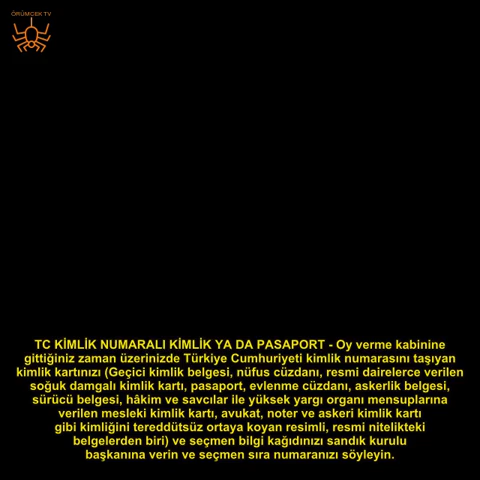 ÖRÜMCEK TV
TC KİMLİK NUMARALI KİMLİK YA DA PASAPORT - Oy verme kabinine
gittiğiniz zaman üzerinizde Türkiye Cumhuriyeti kimlik numarasını taşıyan
kimlik kartınızı (Geçici kimlik belgesi, nüfus cüzdanı, resmi dairelerce verilen
soğuk damgalı kimlik kartı, pasaport, evlenme cüzdanı, askerlik belgesi,
sürücü belgesi, hâkim ve savcılar ile yüksek yargı organı mensuplarına
verilen mesleki kimlik kartı, avukat, noter ve askeri kimlik kartı
gibi kimliğini tereddütsüz ortaya koyan resimli, resmi nitelikteki
belgelerden biri) ve seçmen bilgi kağıdınızı sandık kurulu
başkanına verin ve seçmen sıra numaranızı söyleyin.